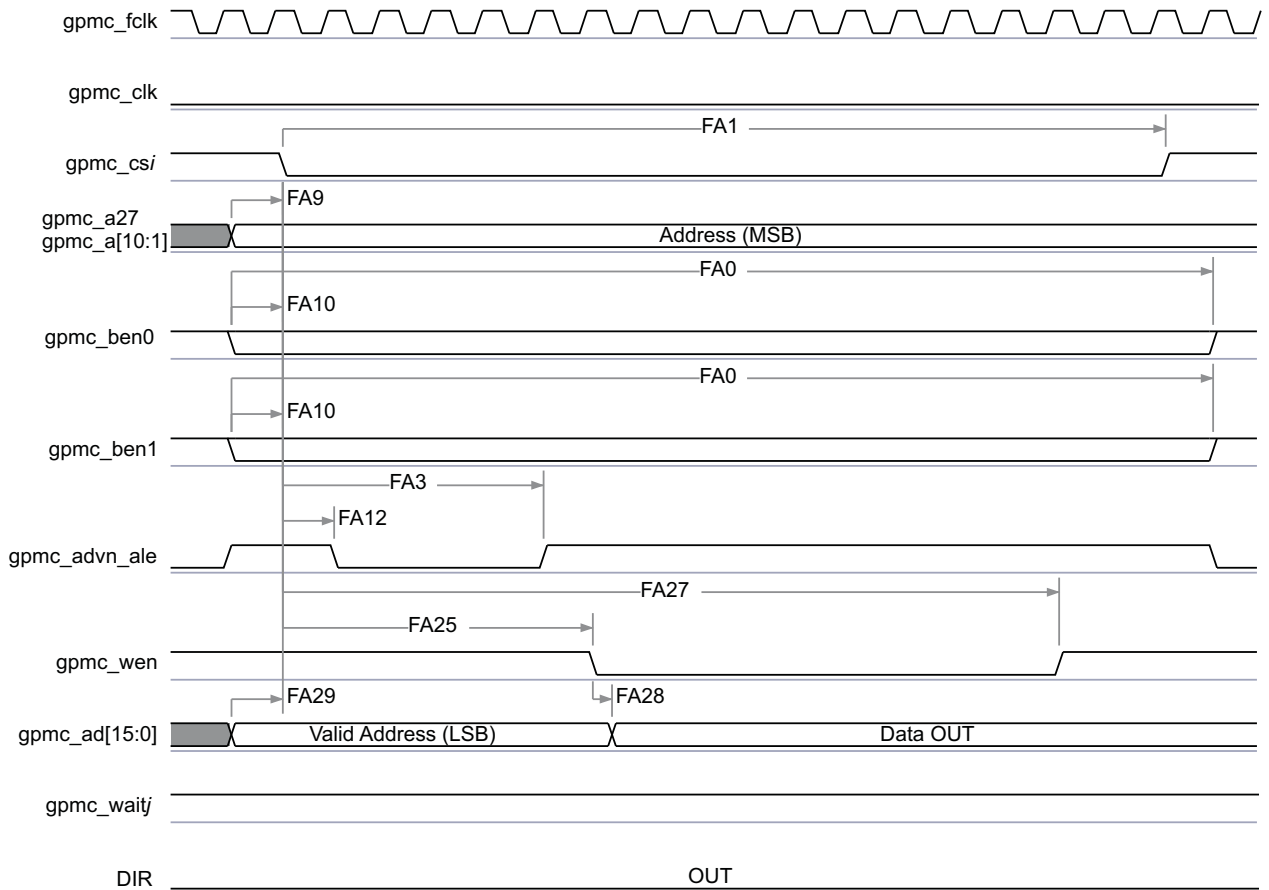 gpmc_fclk
gpmc_clk
FA1
gpmc_csi
FA9
gpmc_a27
gpmc_a[10:1]
Address (MSB)
FA0
FA10
gpmc_ben0
FA0
FA10
gpmc_ben1
FA3
FA12
gpmc_advn_ale
FA27
FA25
gpmc_wen
FA29
FA28
gpmc_ad[15:0]
Valid Address (LSB)
Data OUT
gpmc_waitj
DIR
OUT